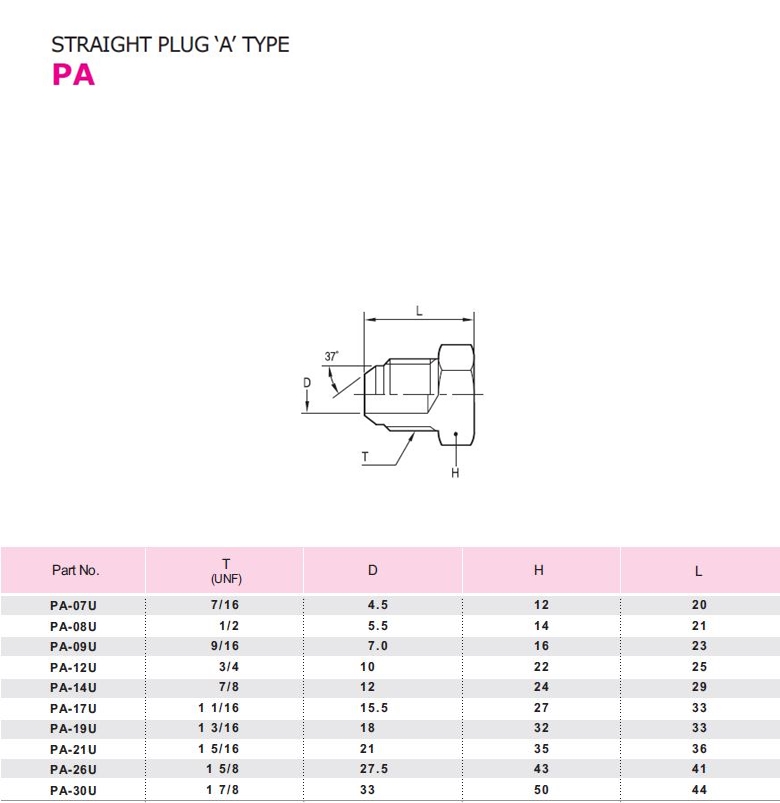 STRAIGHT PLUG ‘A’ TYPE
PA
L
37°
D
T
H
Part No. T (UNF) D H L
PA-07U 7/16 4.5 12 20
PA-08U 1/2 5.5 14 21
PA-09U 9/16 7.0 16 23
PA-12U 3/4 10 22 25
PA-14U 7/8 12 24 29
PA-17U 1 1/16 15.5 27 33
PA-19U 1 3/16 18 32 33
PA-21U 1 5/16 21 35 36
PA-26U 1 5/8 27.5 43 41
PA-30U 1 7/8 33 50 44